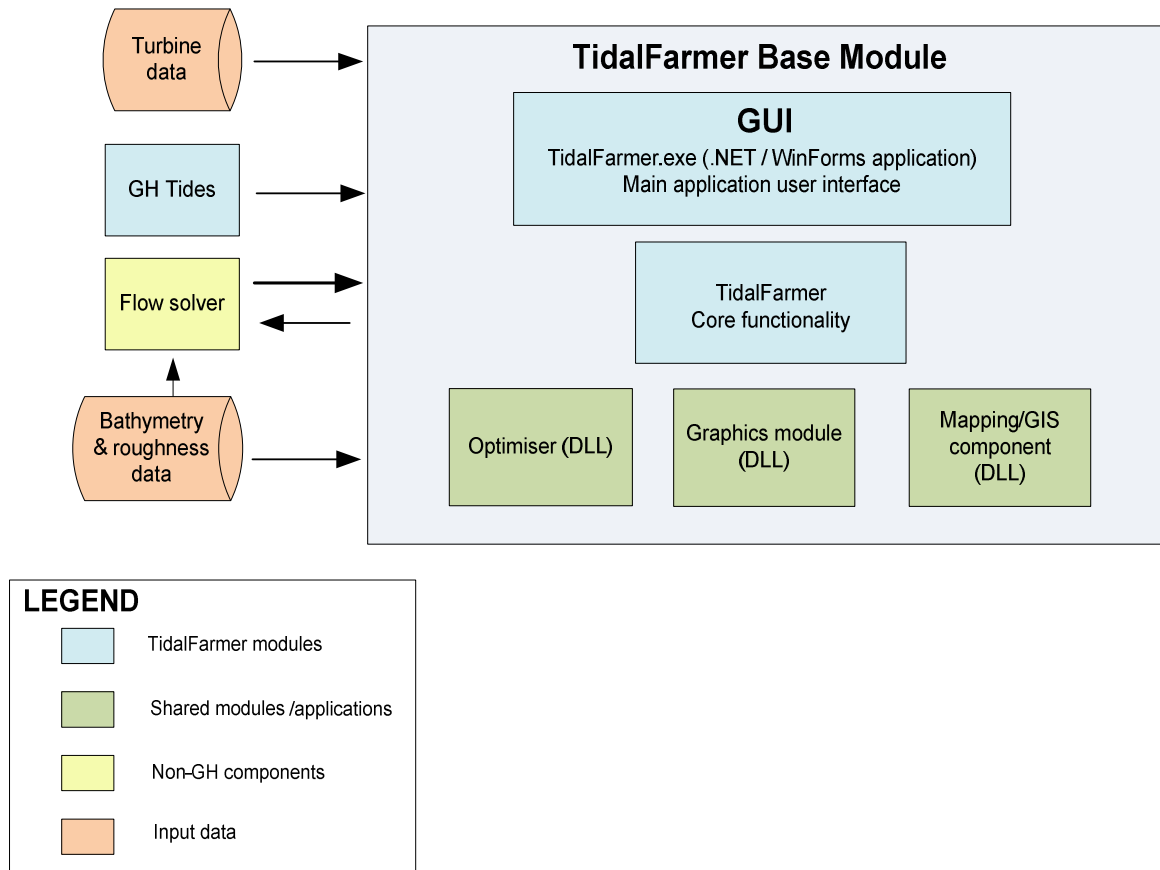 Turbine
data
GH Tides
Flow solver
Bathymetry
& roughness
data
TidalFarmer Base Module
GUI
TidalFarmer.exe (.NET / WinForms application)
Main application user interface
TidalFarmer
Core functionality
Optimiser (DLL)
Graphics module
(DLL)
Mapping/GIS
component
(DLL)
LEGEND
TidalFarmer modules
Shared modules /applications
Non-GH components
Input data